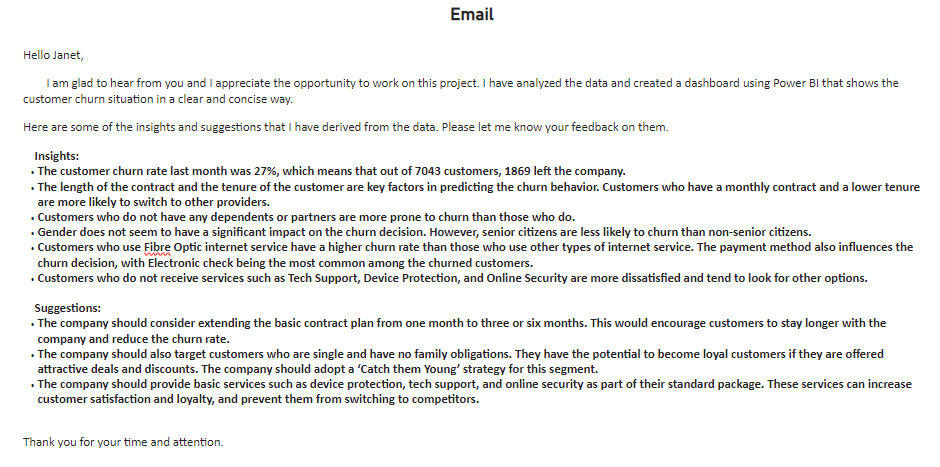 Email
Hello Janet,
I am glad to hear from you and I appreciate the opportunity to work on this project. I have analyzed the data and created a dashboard using Power BI that shows the
customer churn situation in a clear and concise way.
Here are some of the insights and suggestions that I have derived from the data. Please let me know your feedback on them.
Insights:
• The customer churn rate last month was 27%, which means that out of 7043 customers, 1869 left the company.
• The length of the contract and the tenure of the customer are key factors in predicting the churn behavior. Customers who have a monthly contract and a lower tenure
are more likely to switch to other providers.
• Customers who do not have any dependents or partners are more prone to churn than those who do.
• Gender does not seem to have a significant impact on the churn decision. However, senior citizens are less likely to churn than non-senior citizens.
• Customers who use Fibre Optic internet service have a higher churn rate than those who use other types of internet service. The payment method also influences the
churn decision, with Electronic check being the most common among the churned customers.
• Customers who do not receive services such as Tech Support, Device Protection, and Online Security are more dissatisfied and tend to look for other options.
Suggestions:
• The company should consider extending the basic contract plan from one month to three or six months. This would encourage customers to stay longer with the
company and reduce the churn rate.
• The company should also target customers who are single and have no family obligations. They have the potential to become loyal customers if they are offered
attractive deals and discounts. The company should adopt a ‘Catch them Young’ strategy for this segment.
• The company should provide basic services such as device protection, tech support, and online security as part of their standard package. These services can increase
customer satisfaction and loyalty, and prevent them from switching to competitors.
Thank you for your time and attention.